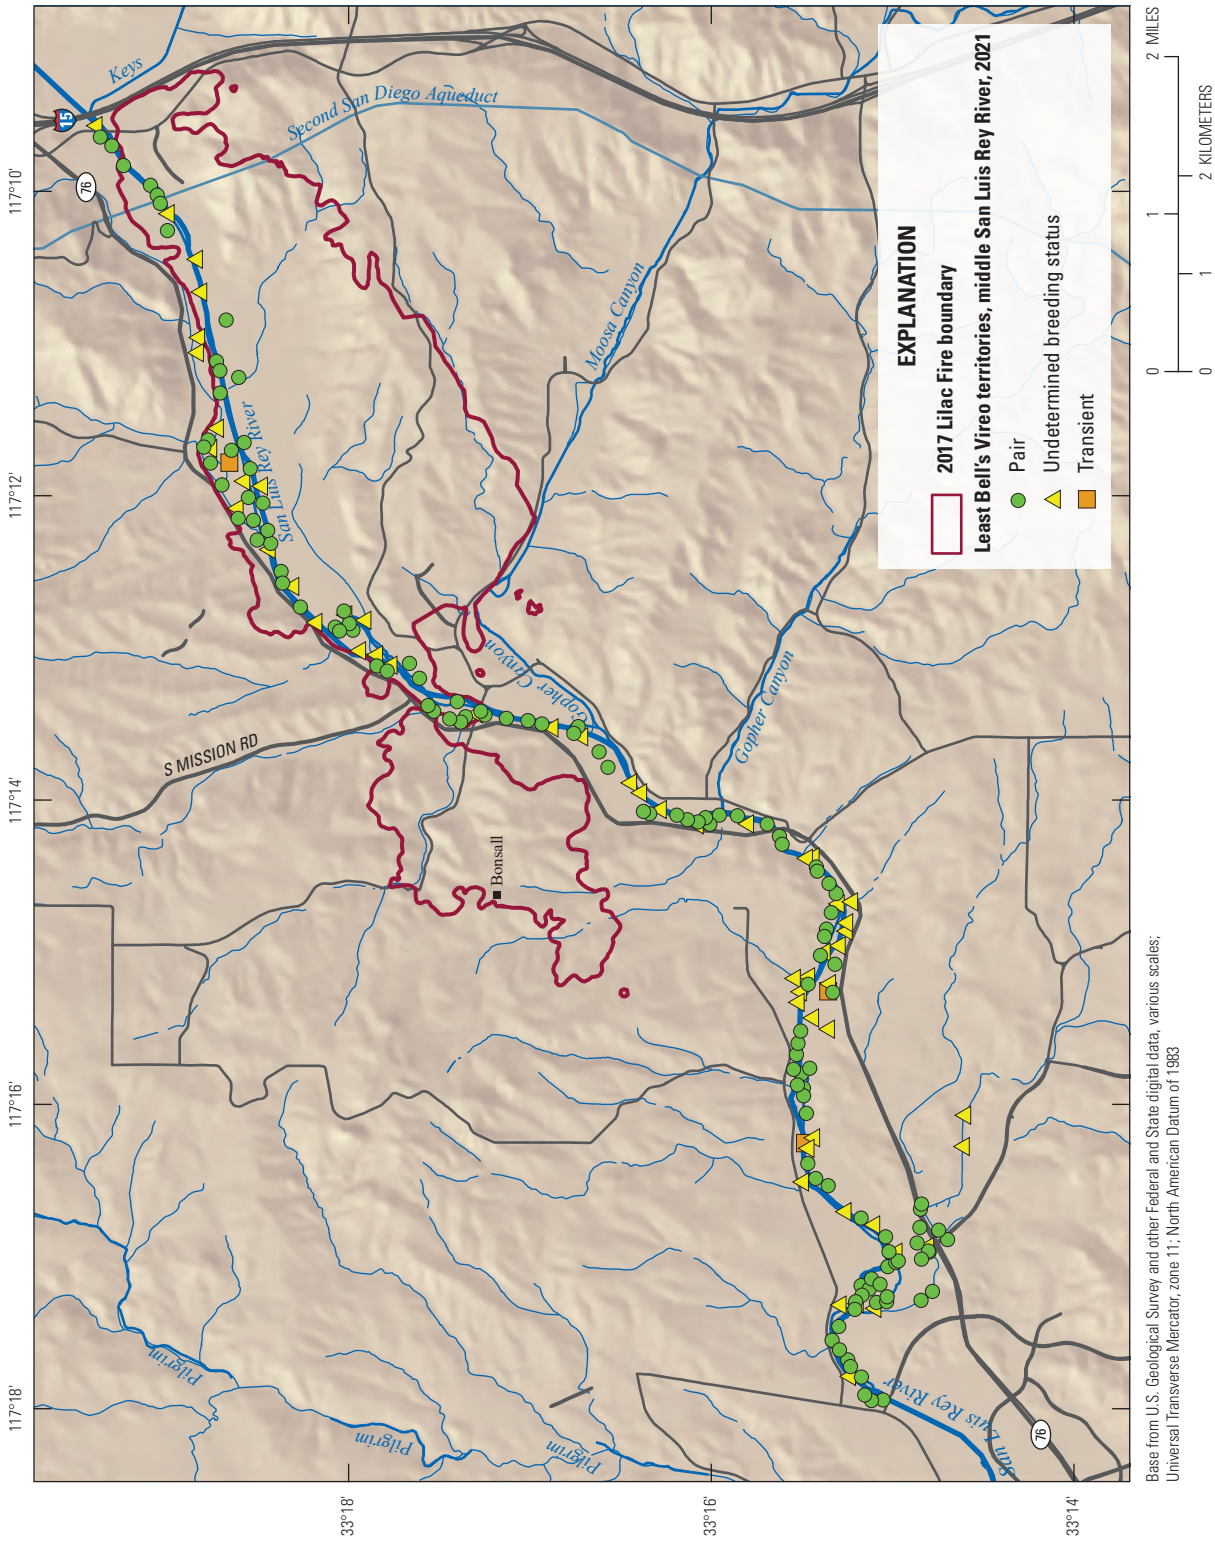 117°18'
117°16'
117°14'
117°12'
117°10'
33°18'
33°16'
33°14'
15
76
Keys
Second San Diego Aqueduct
San Luis Rey River
Moosa Canyon
S MISSION RD
Gopher Canyon
Gopher Canyon
Bonsall
Pilgrim
Pilgrim
Pilgrim
San Luis Rey River
76
EXPLANATION
2017 Lilac Fire boundary
Least Bell's Vireo territories, middle San Luis Rey River, 2021
Pair
Undetermined breeding status
Transient
0 1 2 MILES
0 1 2 KILOMETERS
Base from U.S. Geological Survey and other Federal and State digital data, various scales;
Universal Transverse Mercator, zone 11; North American Datum of 1983